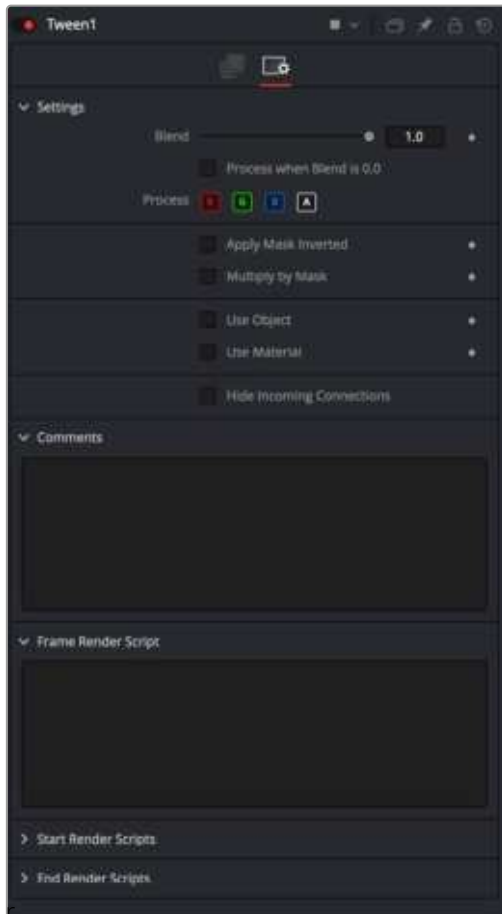 Tween1
Settings
Blend 1.0
Process when Blend is 0.0
Process R G B A
Apply Mask Inverted
Multiply by Mask
Use Object
Use Material
Hide Incoming Connections
Comments
Frame Render Script
Start Render Scripts
End Render Scripts